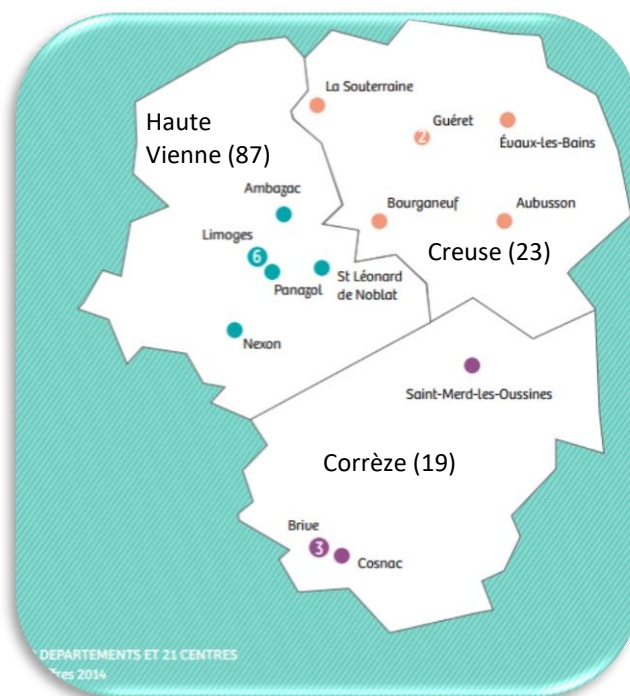 La Souterraine
Haute
Vienne (87)
Guéret
2
Évaux-les-Bains
Ambazac
Bourganeuf
Aubusson
Limoges
6
Creuse (23)
Panazol
St Léonard
de Noblat
Nexon
Saint-Merd-les-Oussines
Corrèze (19)
Brive
3
Cosnac
DEPARTEMENTS ET 21 CENTRES
2014